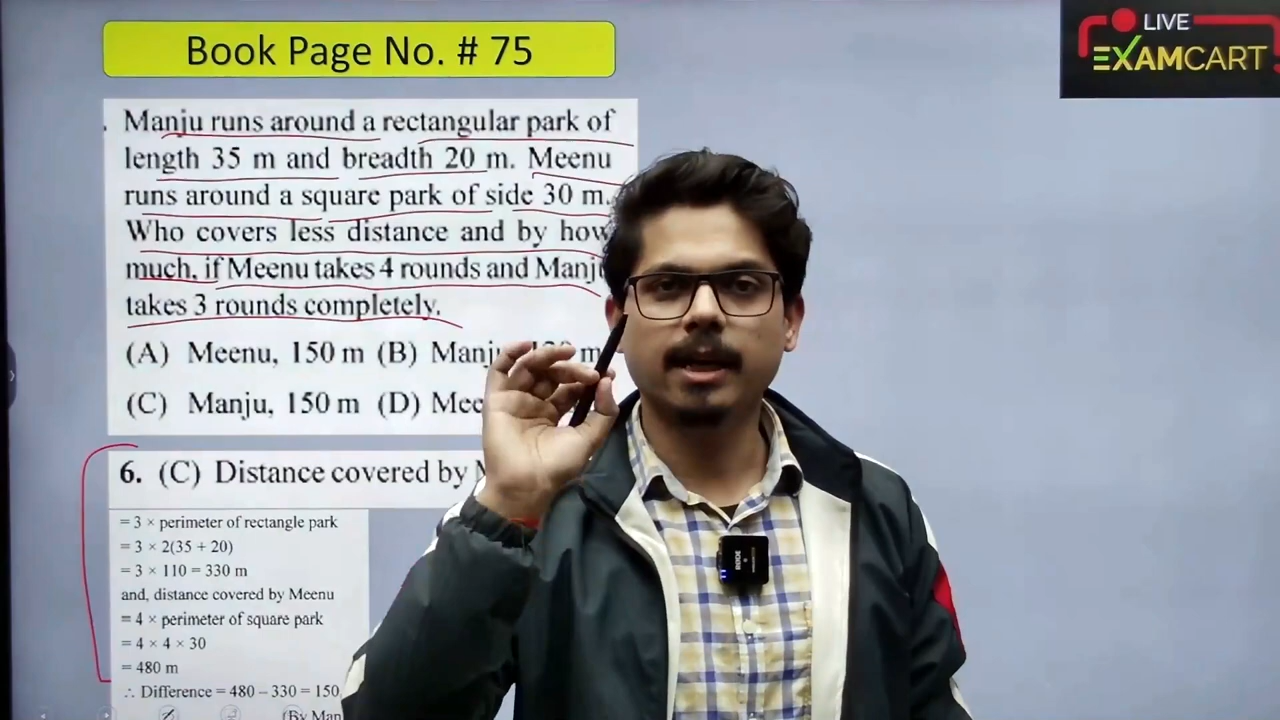 Book Page No. # 75
LIVE
EXAMCART
Manju runs around a rectangular park of
length 35 m and breadth 20 m. Meenu
runs around a square park of side 30 m.
Who covers less distance and by how
much, if Meenu takes 4 rounds and Manju
takes 3 rounds completely.
(A) Meenu, 150 m (B) Manju m
(C) Manju, 150 m (D)
6. (C) Distance covered by
= 3 × perimeter of rectangle park
= 3 × 2(35 + 20)
= 3 × 110 = 330 m
and, distance covered by Meenu
= 4 × perimeter of square park
= 4 × 4 × 30
= 480 m
∴ Difference = 480 – 330 = 150
(By
RODE